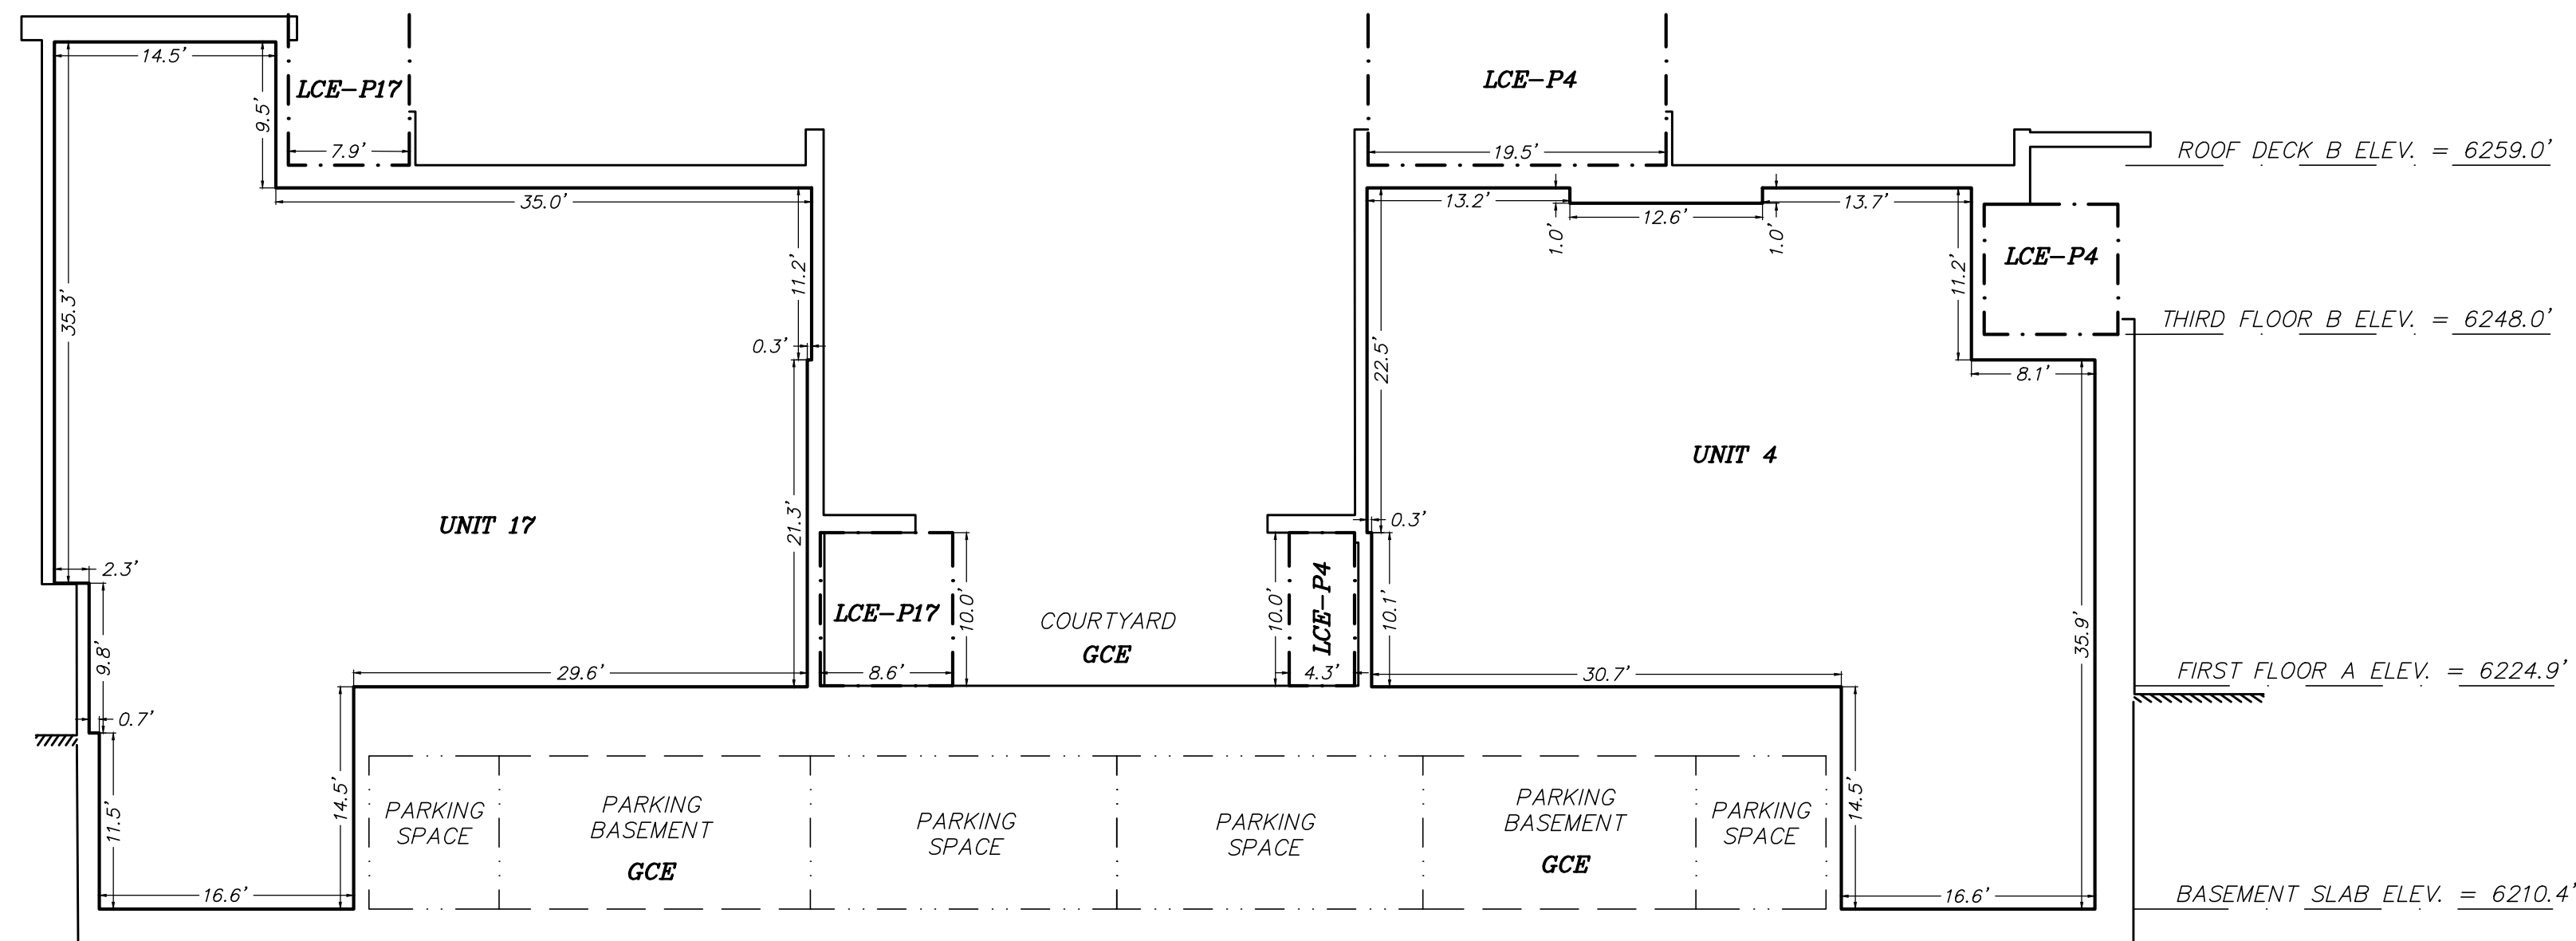 14.5'
LCE-P17
9.5'
7.9'
35.0'
35.3'
11.2'
0.3'
21.3'
UNIT 17
2.3'
9.8'
0.7'
29.6'
LCE-P17
8.6'
10.0'
11.5'
14.5'
16.6'
COURTYARD
GCE
LCE-P4
19.5'
13.2'
1.0'
12.6'
1.0'
13.7'
22.5'
11.2'
LCE-P4
8.1'
UNIT 4
0.3'
10.0'
LCE-P4
4.3'
10.1'
30.7'
35.9'
14.5'
16.6'
PARKING
SPACE
PARKING
BASEMENT
GCE
PARKING
SPACE
PARKING
SPACE
PARKING
BASEMENT
GCE
PARKING
SPACE
ROOF DECK B ELEV. = 6259.0'
THIRD FLOOR B ELEV. = 6248.0'
FIRST FLOOR A ELEV. = 6224.9'
BASEMENT SLAB ELEV. = 6210.4'